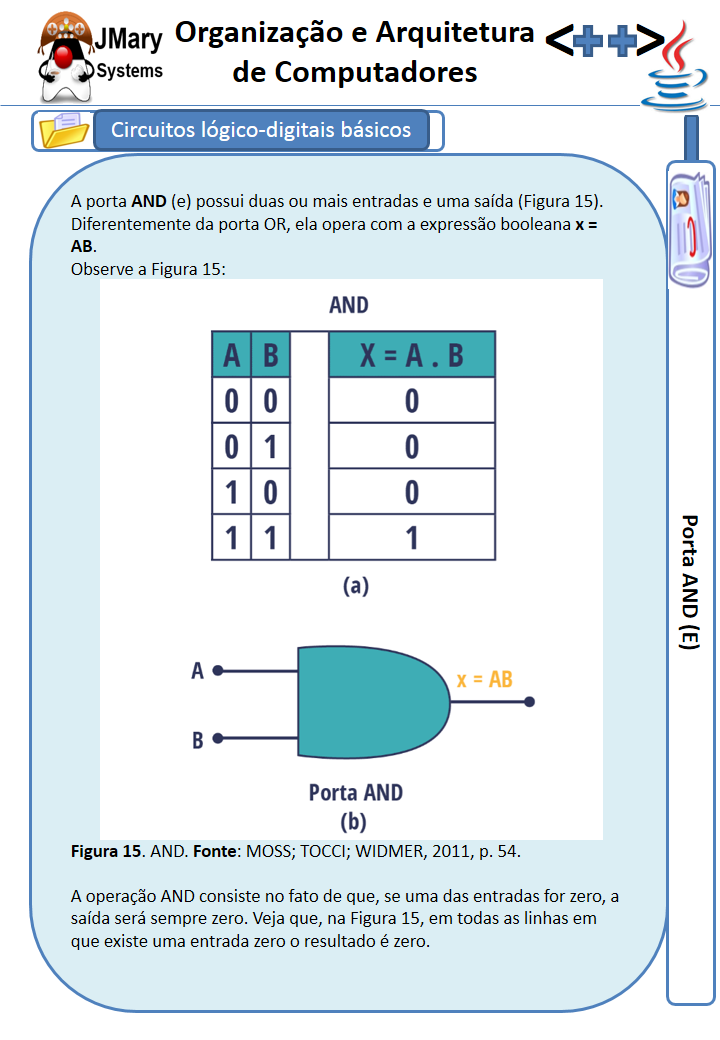 JMary
Systems
Organização e Arquitetura
de Computadores
<++>
Circuitos lógico-digitais básicos
A porta AND (e) possui duas ou mais entradas e uma saída (Figura 15).
Diferentemente da porta OR, ela opera com a expressão booleana x =
AB.
Observe a Figura 15:
AND
A B X = A . B
0 0 0
0 1 0
1 0 0
1 1 1
(a)
A
x = AB
B
Porta AND
(b)
Figura 15. AND. Fonte: MOSS; TOCCI; WIDMER, 2011, p. 54.
A operação AND consiste no fato de que, se uma das entradas for zero, a
saída será sempre zero. Veja que, na Figura 15, em todas as linhas em
que existe uma entrada zero o resultado é zero.
Porta AND (E)